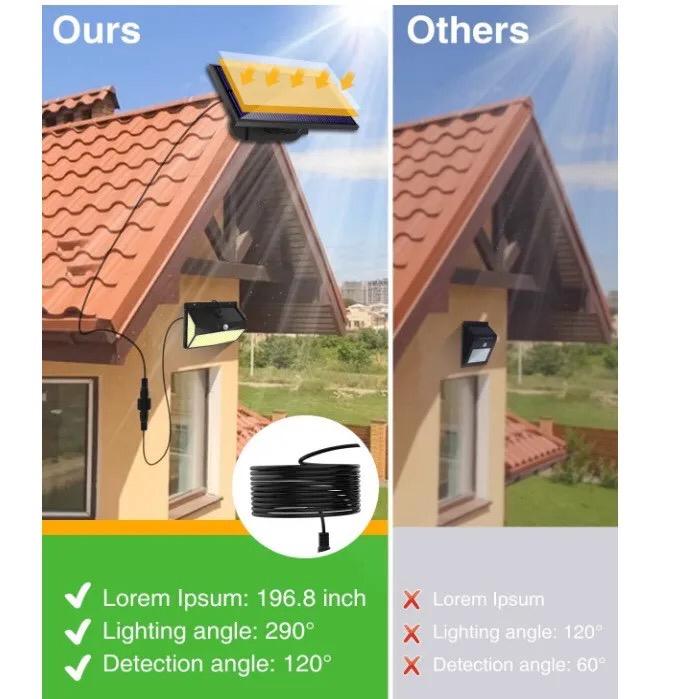 Ours
Others
Lorem Ipsum: 196.8 inch
Lighting angle: 290°
Detection angle: 120°
Lorem Ipsum
Lighting angle: 120°
Detection angle: 60°